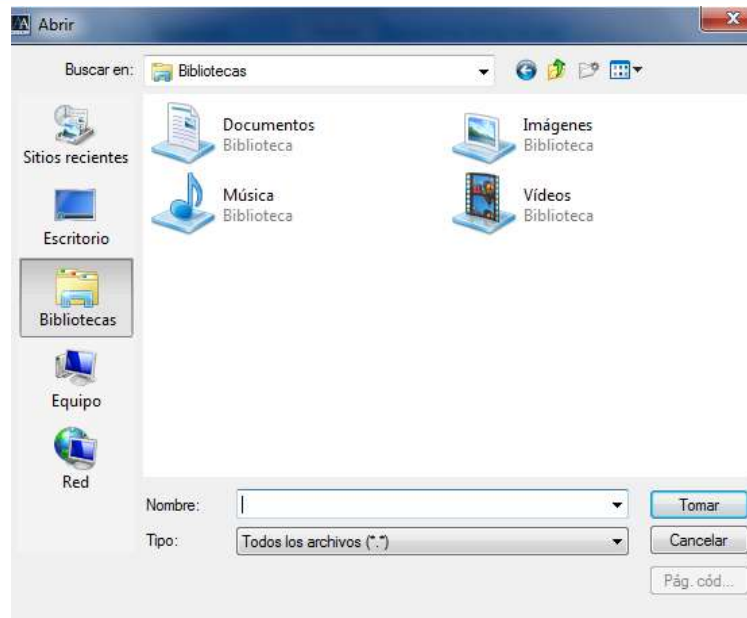 Abrir
Buscar en:
Bibliotecas
Sitios recientes
Escritorio
Bibliotecas
Equipo
Red
Documentos
Biblioteca
Imágenes
Biblioteca
Música
Biblioteca
Vídeos
Biblioteca
Nombre:
Tomar
Tipo:
Todos los archivos (*.*)
Cancelar
Pág. cód...